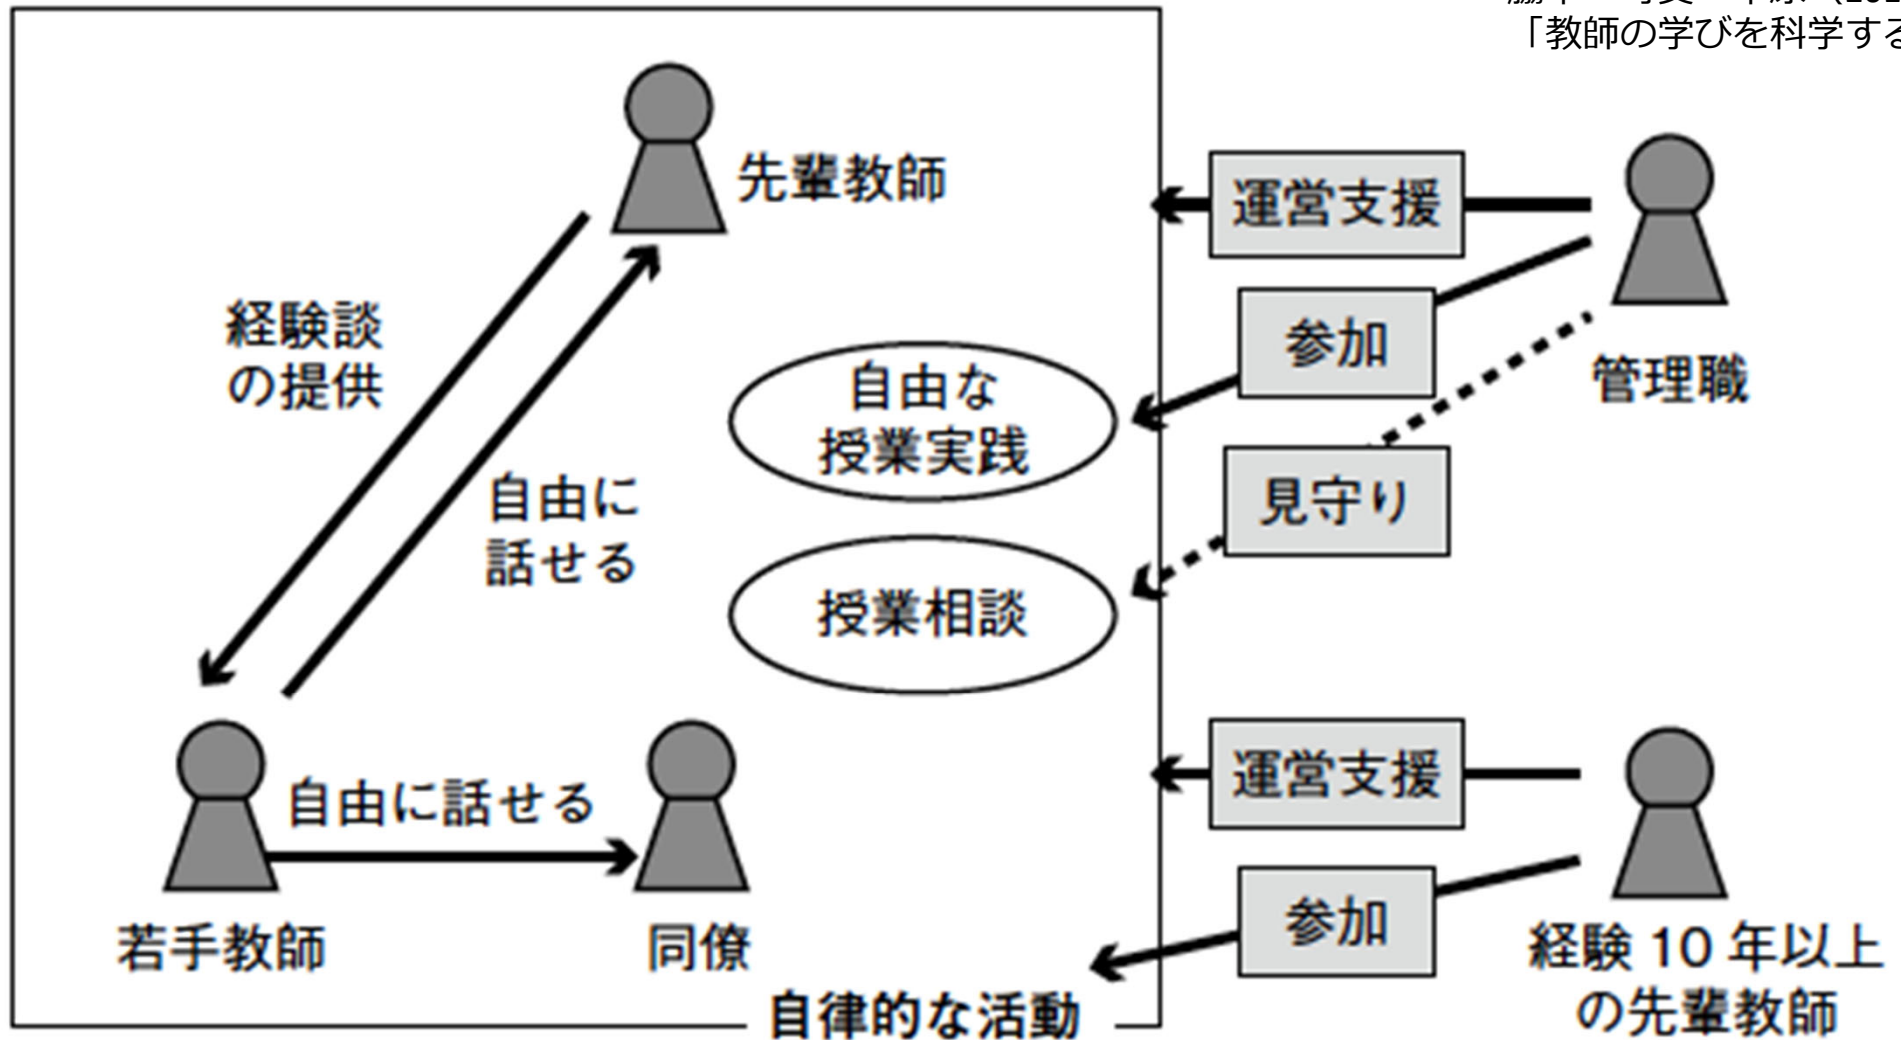 「教師の学びを科学する
先輩教師
運営支援
参加
管理職
経験談
の提供
自由な
授業実践
見守り
自由に
話せる
授業相談
運営支援
自由に話せる
参加
若手教師
同僚
経験 10 年以上
の先輩教師
自律的な活動